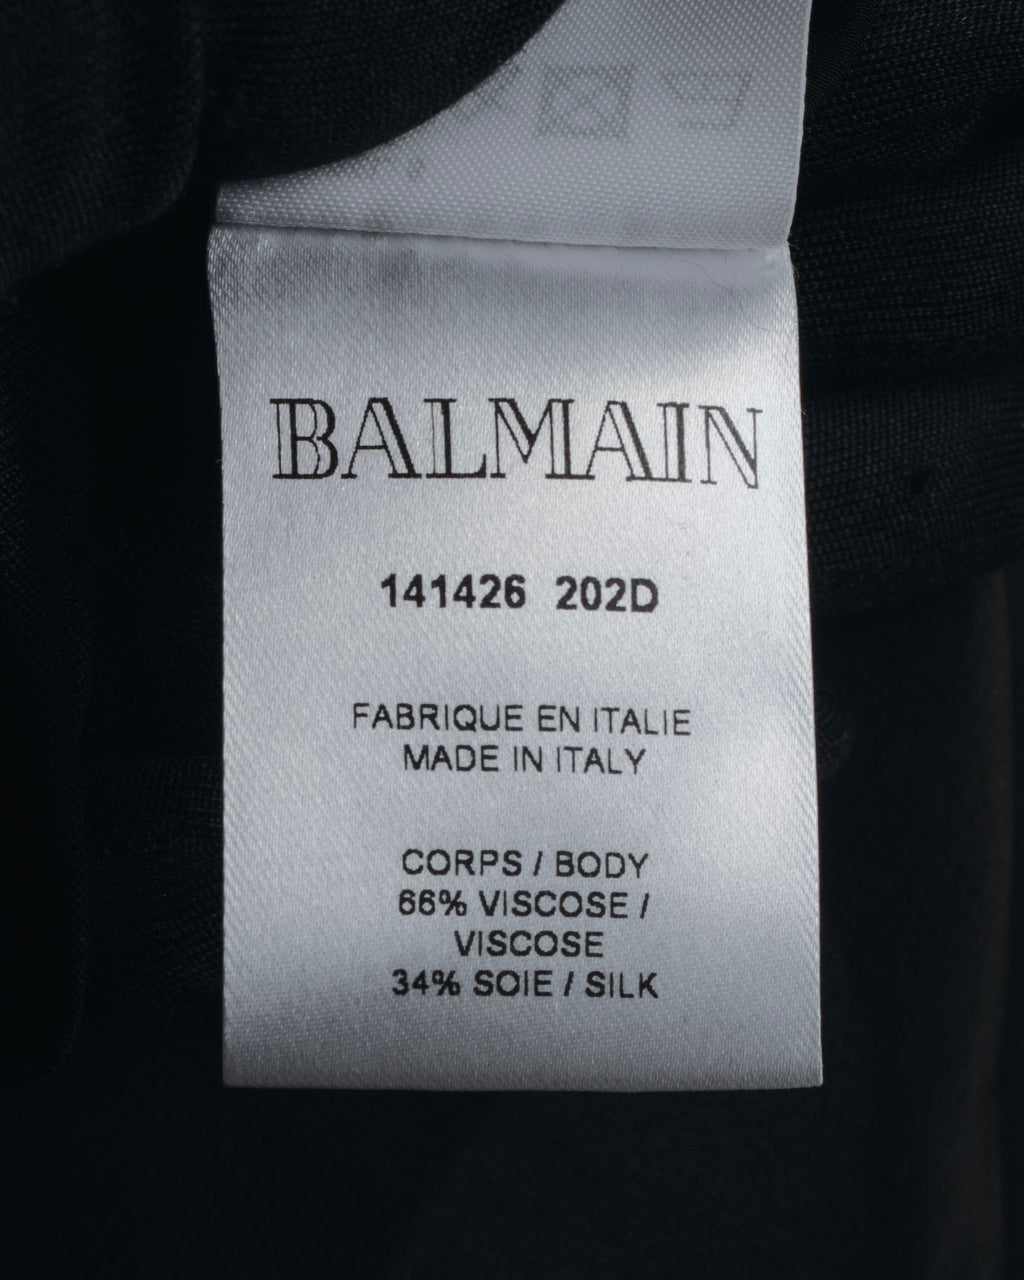 BALMAIN
141426 202D
FABRIQUE EN ITALIE
MADE IN ITALY
CORPS / BODY
66% VISCOSE /
VISCOSE
34% SOIE / SILK